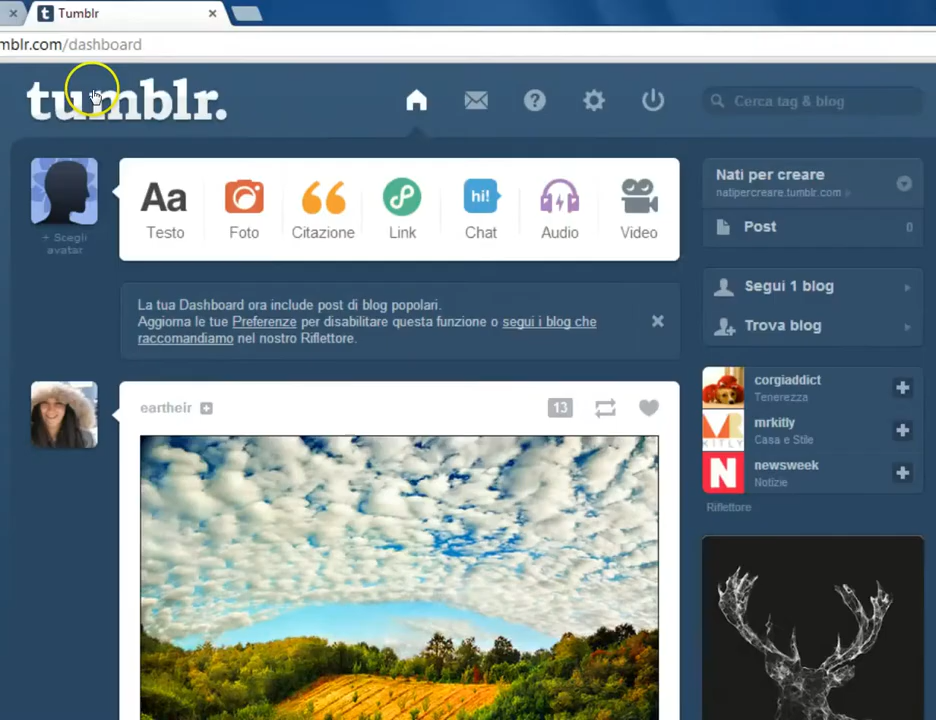 Tumblr
mblr.com/dashboard
tumblr.
Cerca tag & blog
Aa
hi!
Testo
Foto
Citazione
Link
Chat
Audio
Video
+ Scegli
avatar
Nati per creare
natipercreare.tumblr.com
Post
0
La tua Dashboard ora include post di blog popolari.
Aggiorna le tue Preferenze per disabilitare questa funzione o segui i blog che
raccomandiamo nel nostro Riflettore.
Segui 1 blog
Trova blog
eartheir
13
corgiaddict
Tenerezza
mrkitly
Casa e Stile
newsweek
Notizie
Riflettore